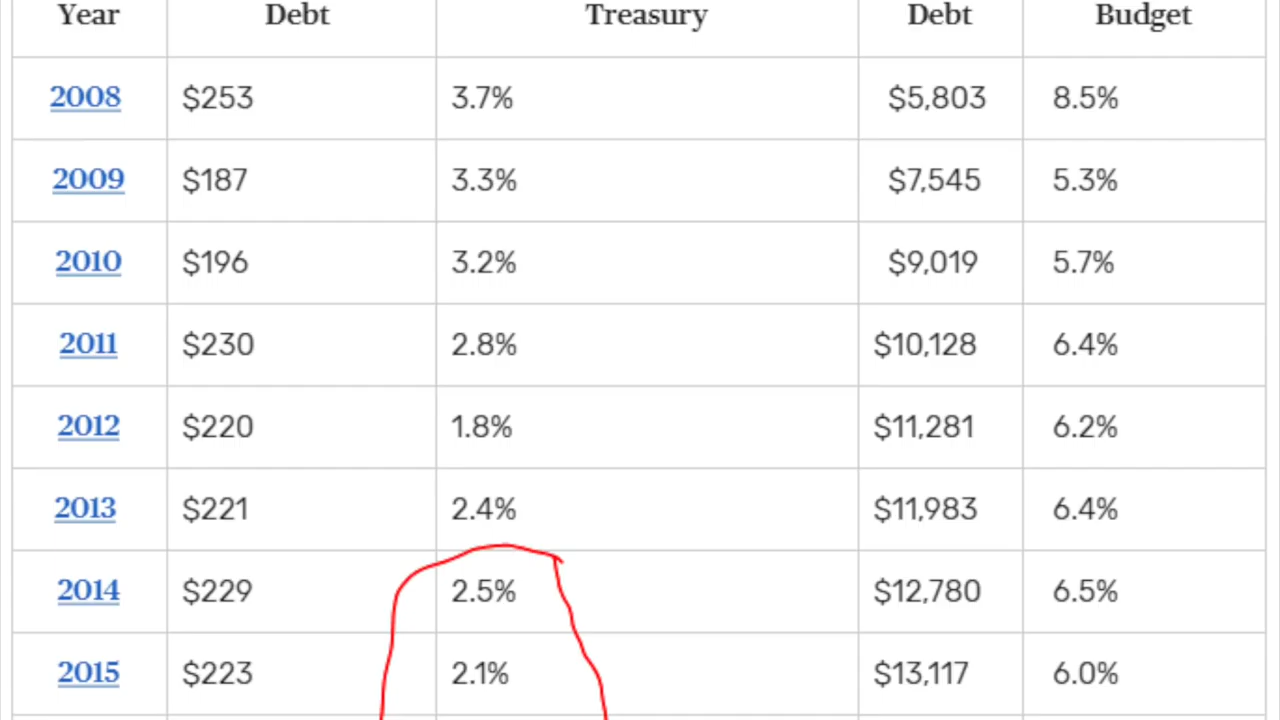 Year Debt Treasury Debt Budget
2008 $253 3.7% $5,803 8.5%
2009 $187 3.3% $7,545 5.3%
2010 $196 3.2% $9,019 5.7%
2011 $230 2.8% $10,128 6.4%
2012 $220 1.8% $11,281 6.2%
2013 $221 2.4% $11,983 6.4%
2014 $229 2.5% $12,780 6.5%
2015 $223 2.1% $13,117 6.0%